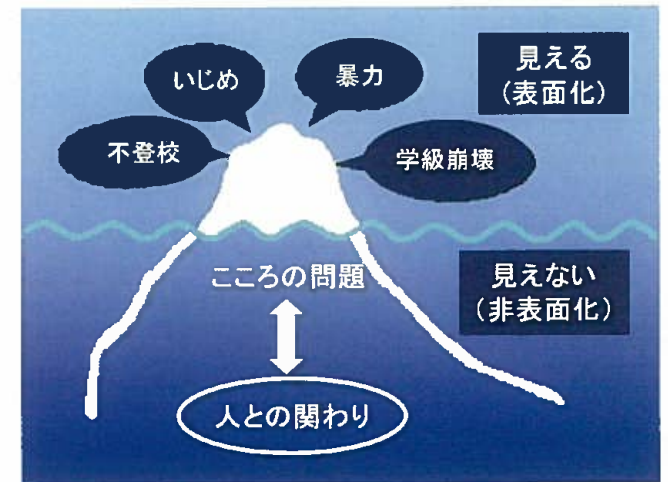 いじめ
暴力
見える
（表面化）
不登校
学級崩壊
こころの問題
見えない
（非表面化）
人との関わり